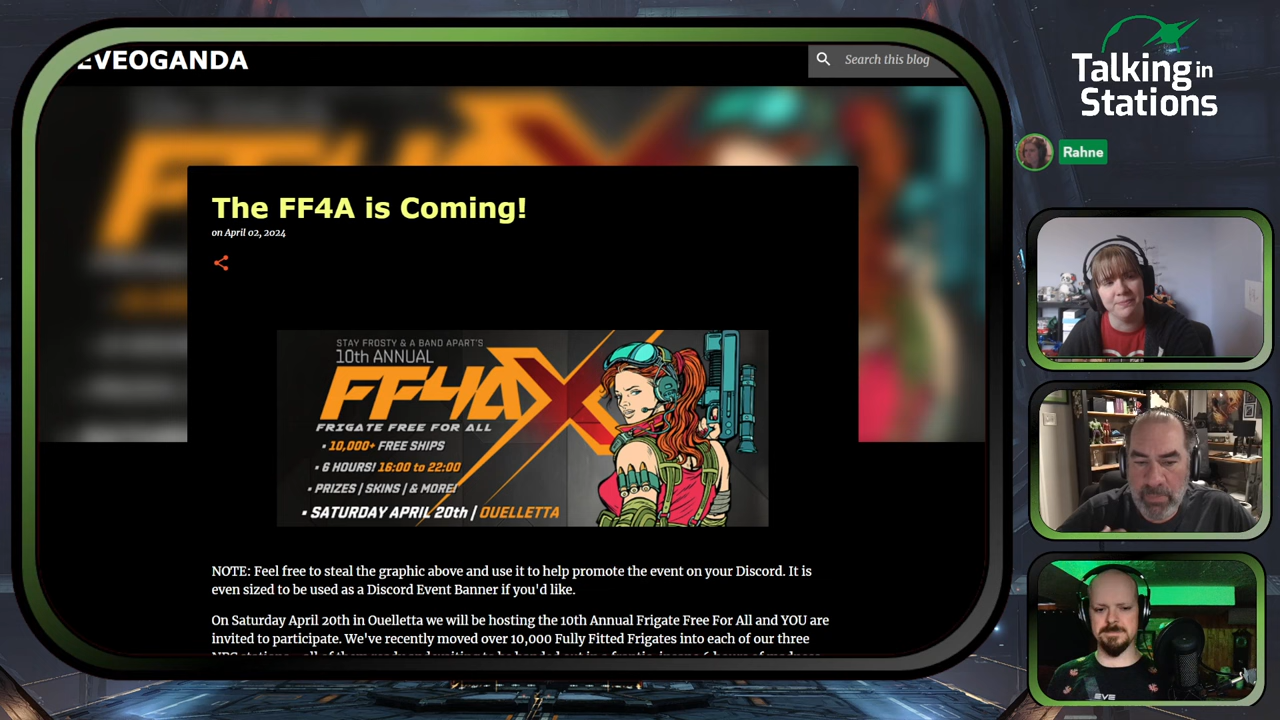 EVEOGANDA
Search this blog
Talking in
Stations
Rahne
The FF4A is Coming!
on April 02, 2024
STAY FROSTY & A BAND APART'S
10th ANNUAL
FF4A X
FRIGATE FREE FOR ALL
• 10,000+ FREE SHIPS
• 6 HOURS! 16:00 to 22:00
• PRIZES | SKINS | & MORE!
• SATURDAY APRIL 20th | OUELLETTA
NOTE: Feel free to steal the graphic above and use it to help promote the event on your Discord. It is
even sized to be used as a Discord Event Banner if you'd like.
On Saturday April 20th in Ouelletta we will be hosting the 10th Annual Frigate Free For All and YOU are
invited to participate. We've recently moved over 10,000 Fully Fitted Frigates into each of our three
EVE